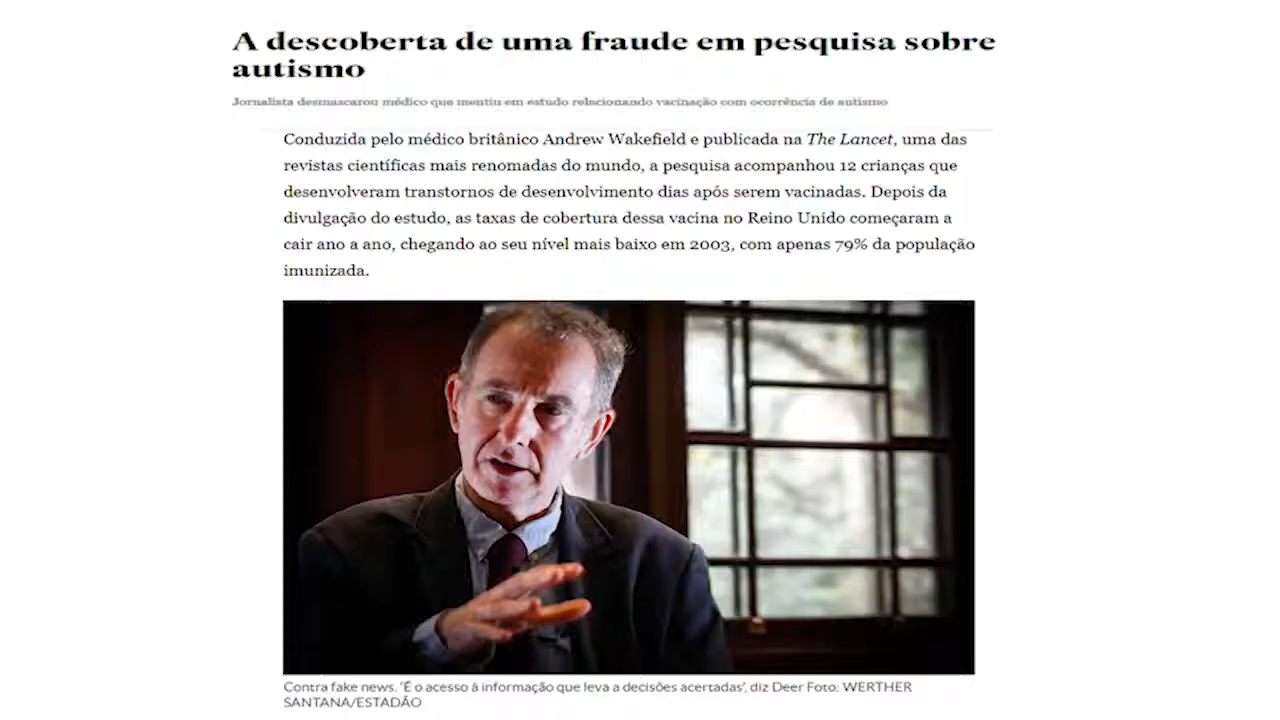 A descoberta de uma fraude em pesquisa sobre
autismo
Jornalista desmascarou médico que mentiu em estudo relacionando vacinação com ocorrência de autismo
Conduzida pelo médico britânico Andrew Wakefield e publicada na The Lancet, uma das
revistas científicas mais renomadas do mundo, a pesquisa acompanhou 12 crianças que
desenvolveram transtornos de desenvolvimento dias após serem vacinadas. Depois da
divulgação do estudo, as taxas de cobertura dessa vacina no Reino Unido começaram a
cair ano a ano, chegando ao seu nível mais baixo em 2003, com apenas 79% da população
imunizada.
Contra fake news. ‘É o acesso à informação que leva a decisões acertadas’, diz Deer Foto: WERTHER
SANTANA/ESTADÃO